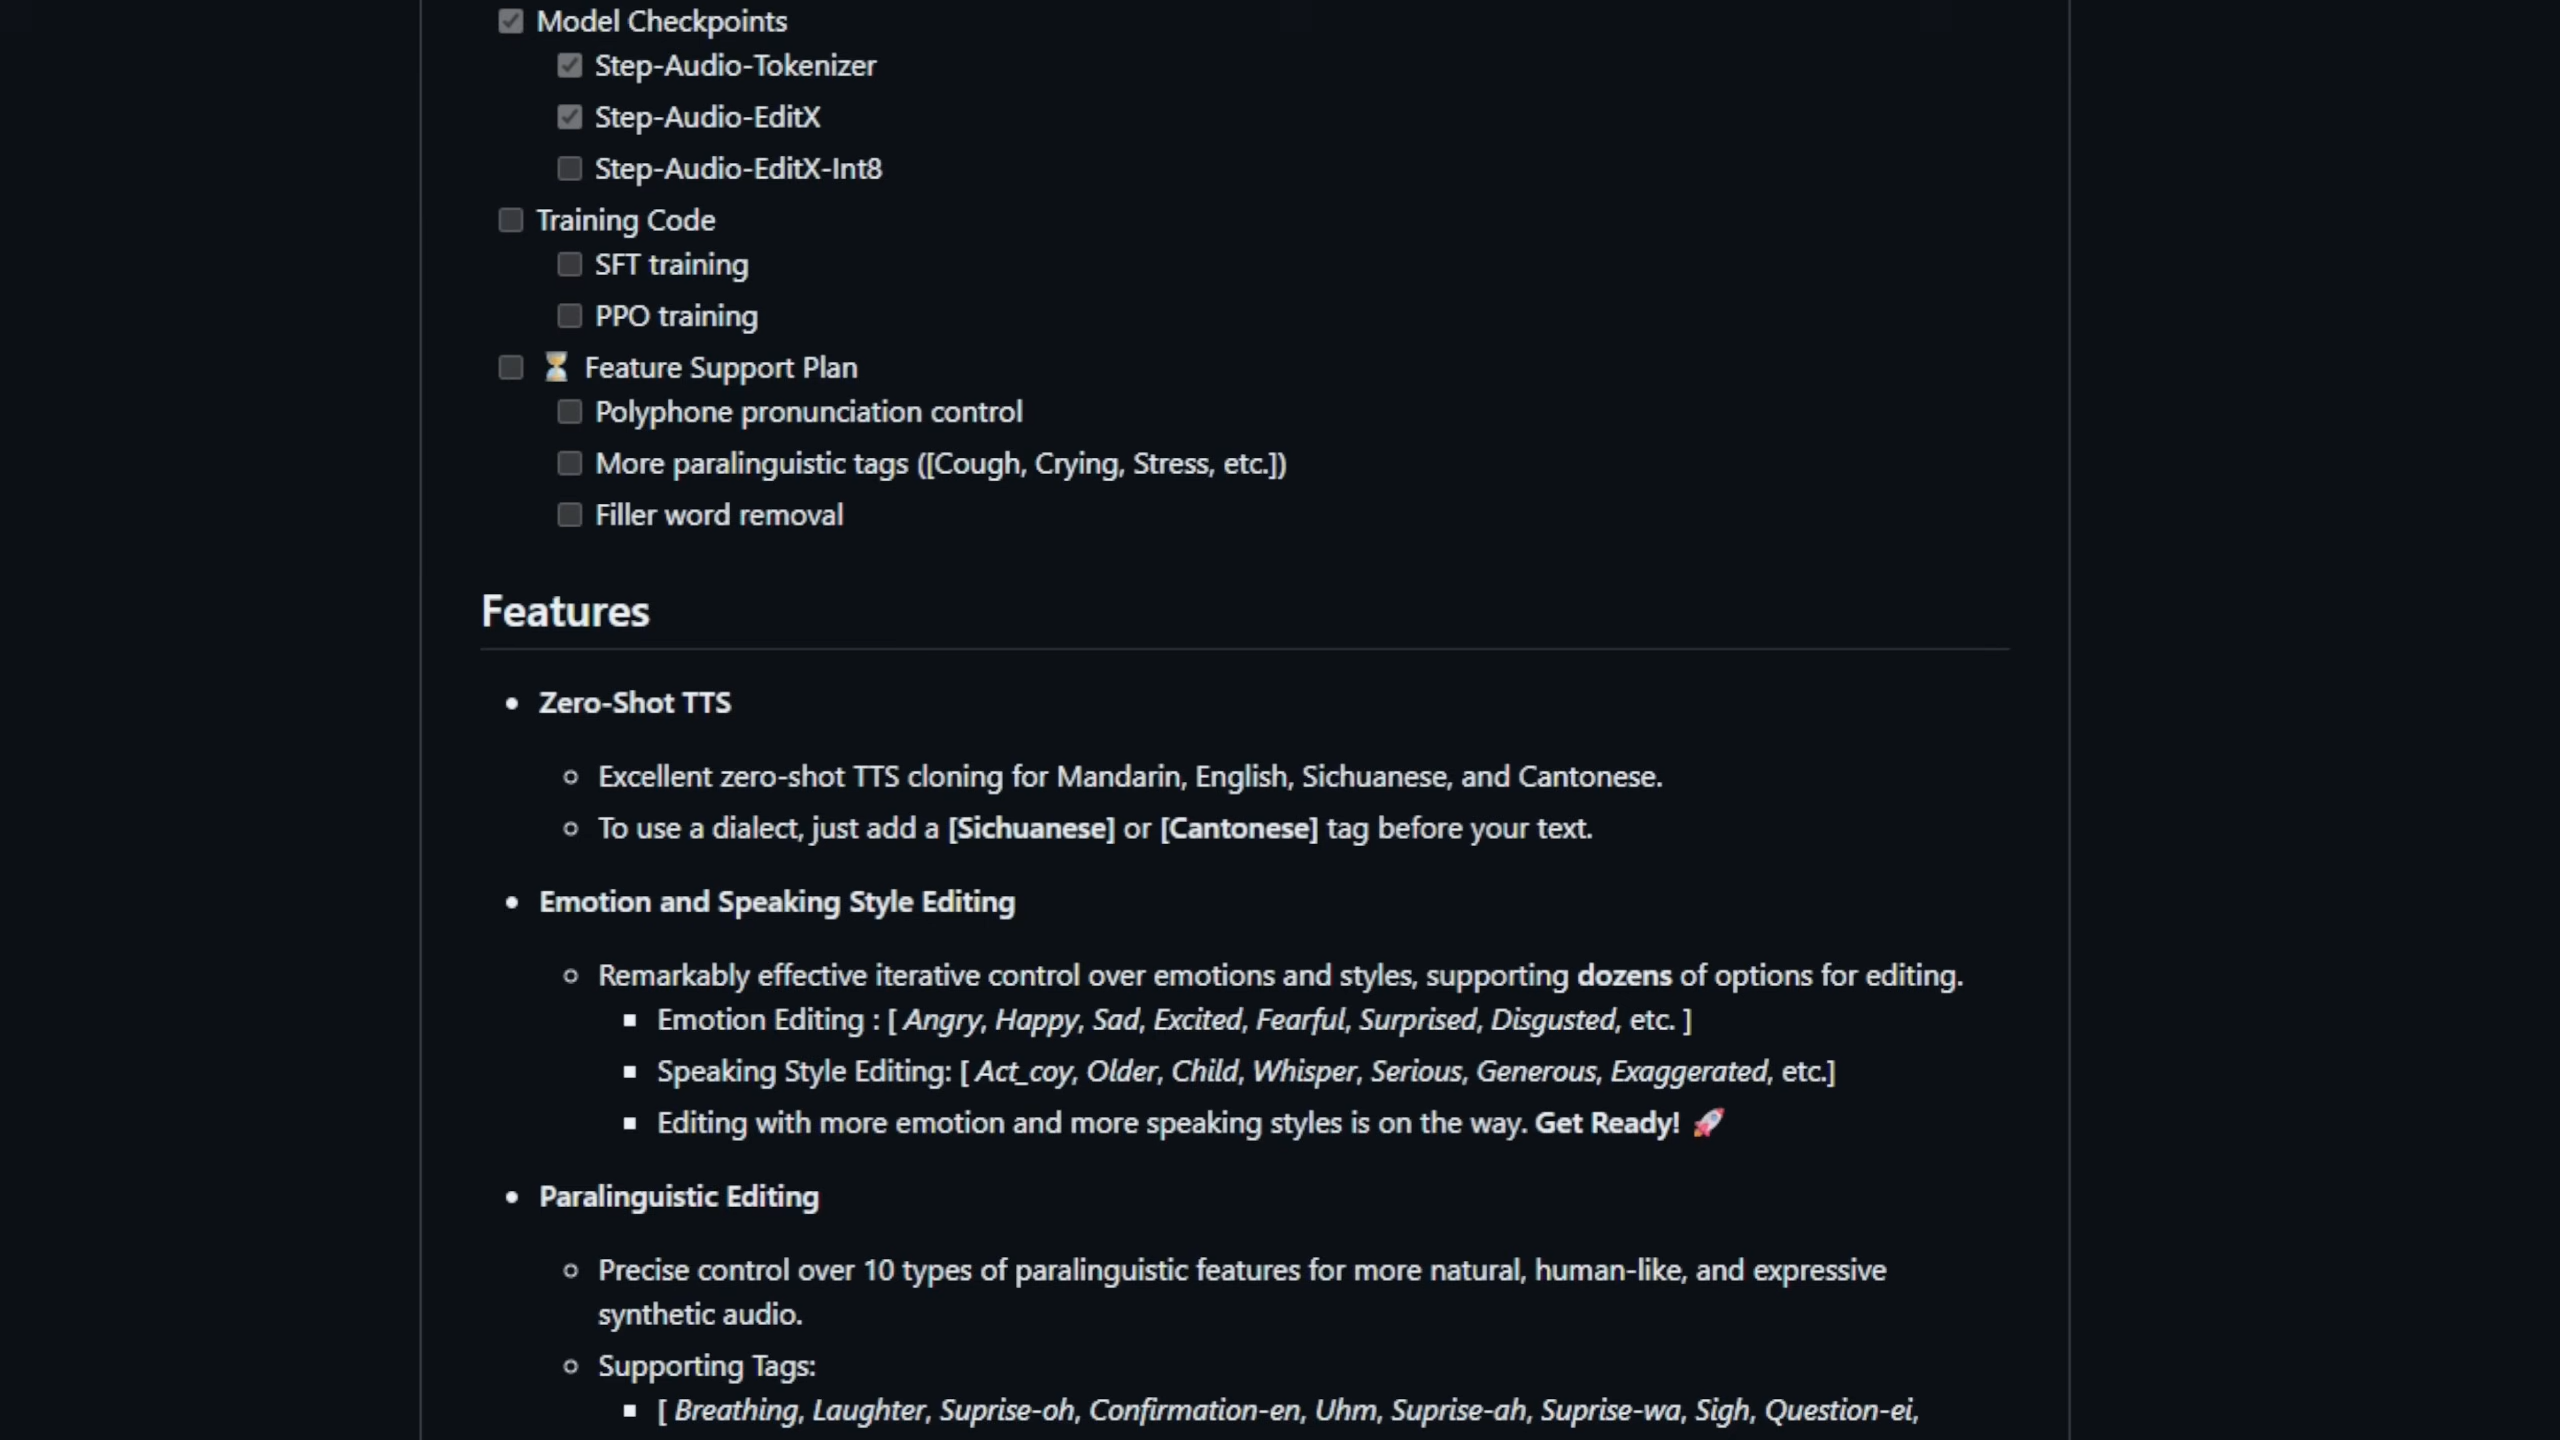 Model Checkpoints
Step-Audio-Tokenizer
Step-Audio-EditX
Step-Audio-EditX-Int8
Training Code
SFT training
PPO training
⏳ Feature Support Plan
Polyphone pronunciation control
More paralinguistic tags ([Cough, Crying, Stress, etc.])
Filler word removal
Features
Zero-Shot TTS
Excellent zero-shot TTS cloning for Mandarin, English, Sichuanese, and Cantonese.
To use a dialect, just add a [Sichuanese] or [Cantonese] tag before your text.
Emotion and Speaking Style Editing
Remarkably effective iterative control over emotions and styles, supporting dozens of options for editing.
Emotion Editing : [ Angry, Happy, Sad, Excited, Fearful, Surprised, Disgusted, etc. ]
Speaking Style Editing: [ Act_coy, Older, Child, Whisper, Serious, Generous, Exaggerated, etc.]
Editing with more emotion and more speaking styles is on the way. Get Ready! 🚀
Paralinguistic Editing
Precise control over 10 types of paralinguistic features for more natural, human-like, and expressive
synthetic audio.
Supporting Tags:
[ Breathing, Laughter, Suprise-oh, Confirmation-en, Uhm, Suprise-ah, Suprise-wa, Sigh, Question-ei,